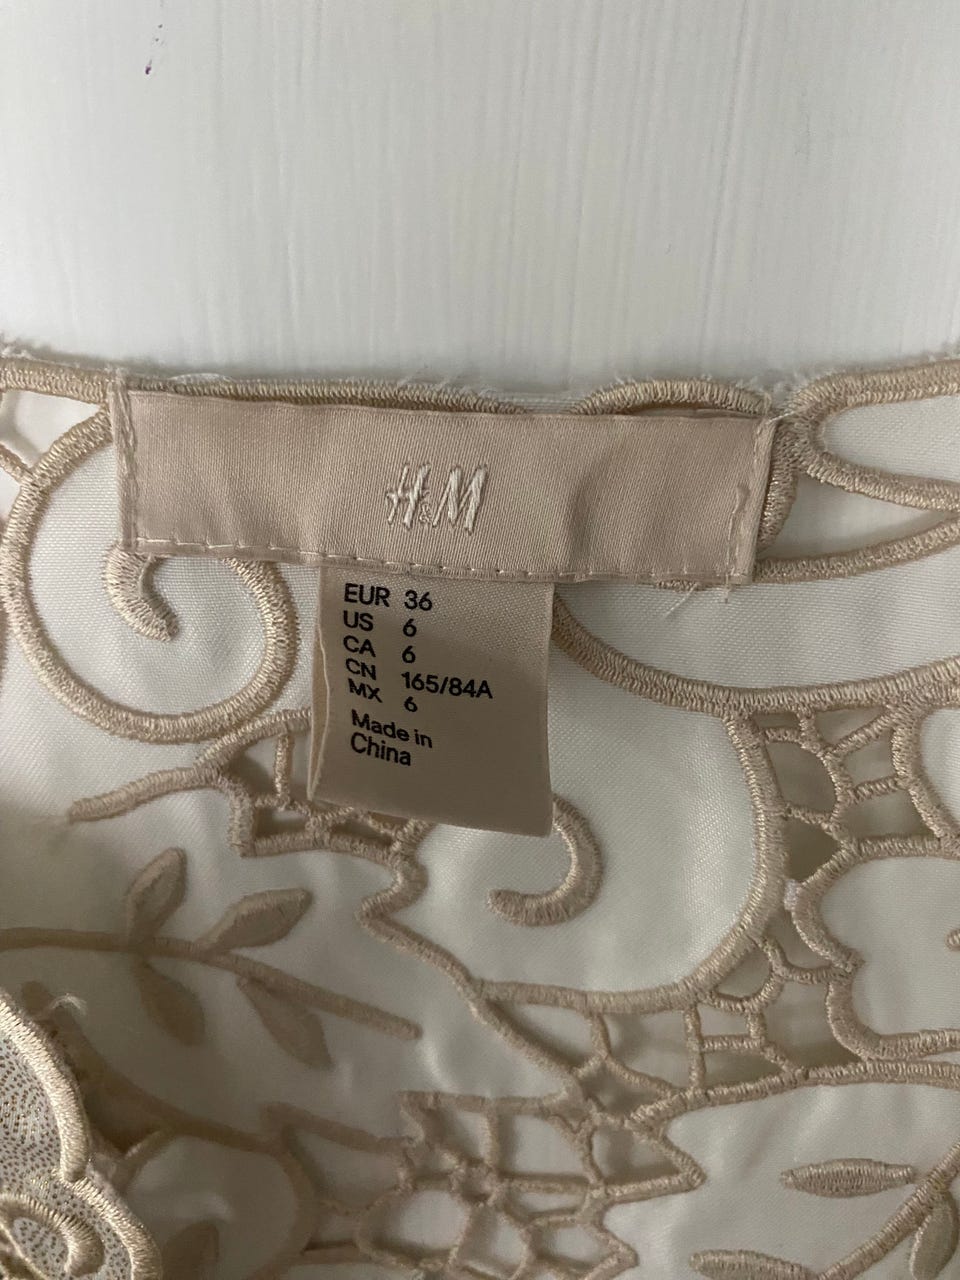 H&M
EUR 36
US 6
CA 6
CN 165/84A
MX 6
Made in
China